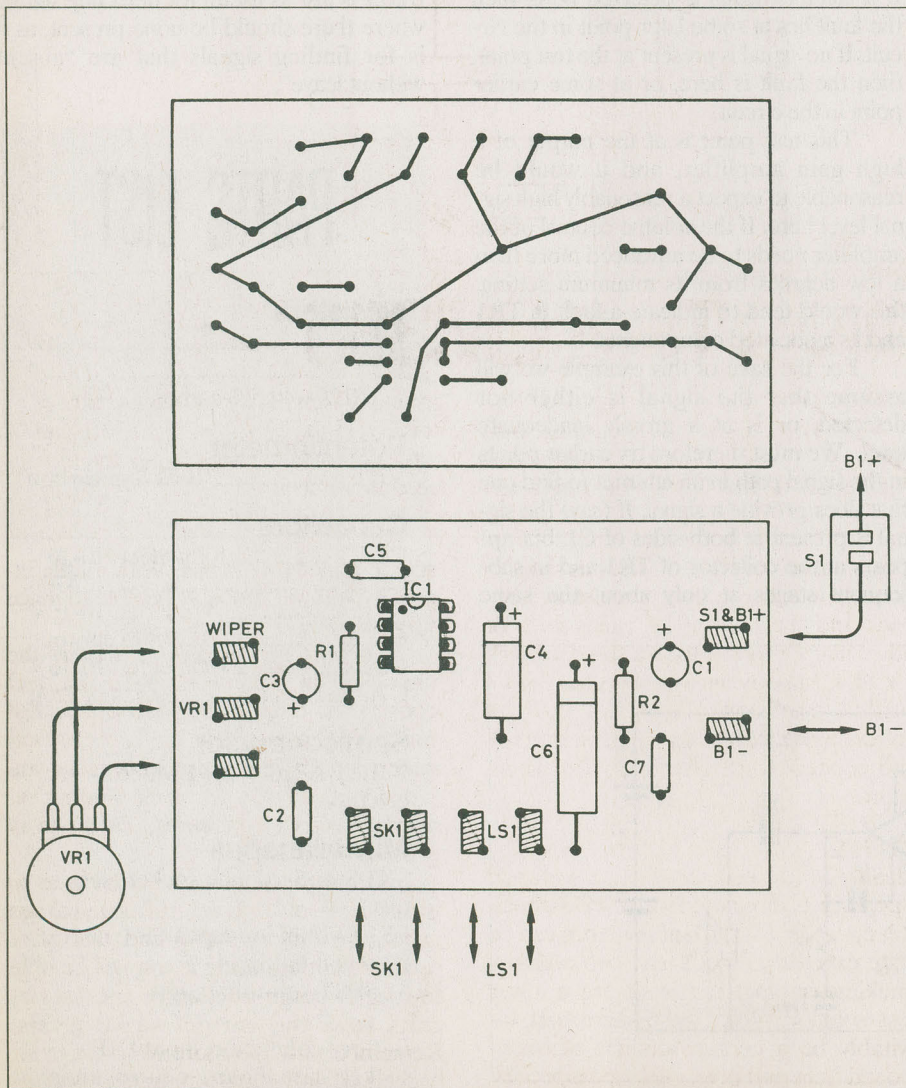 B1+
S1
C5
IC1
S1&B1+
WIPER
R1
C4
C1
C3
VR1
R2
B1-
B1-
C6
C7
VR1
C2
SK1
LS1
SK1
LS1